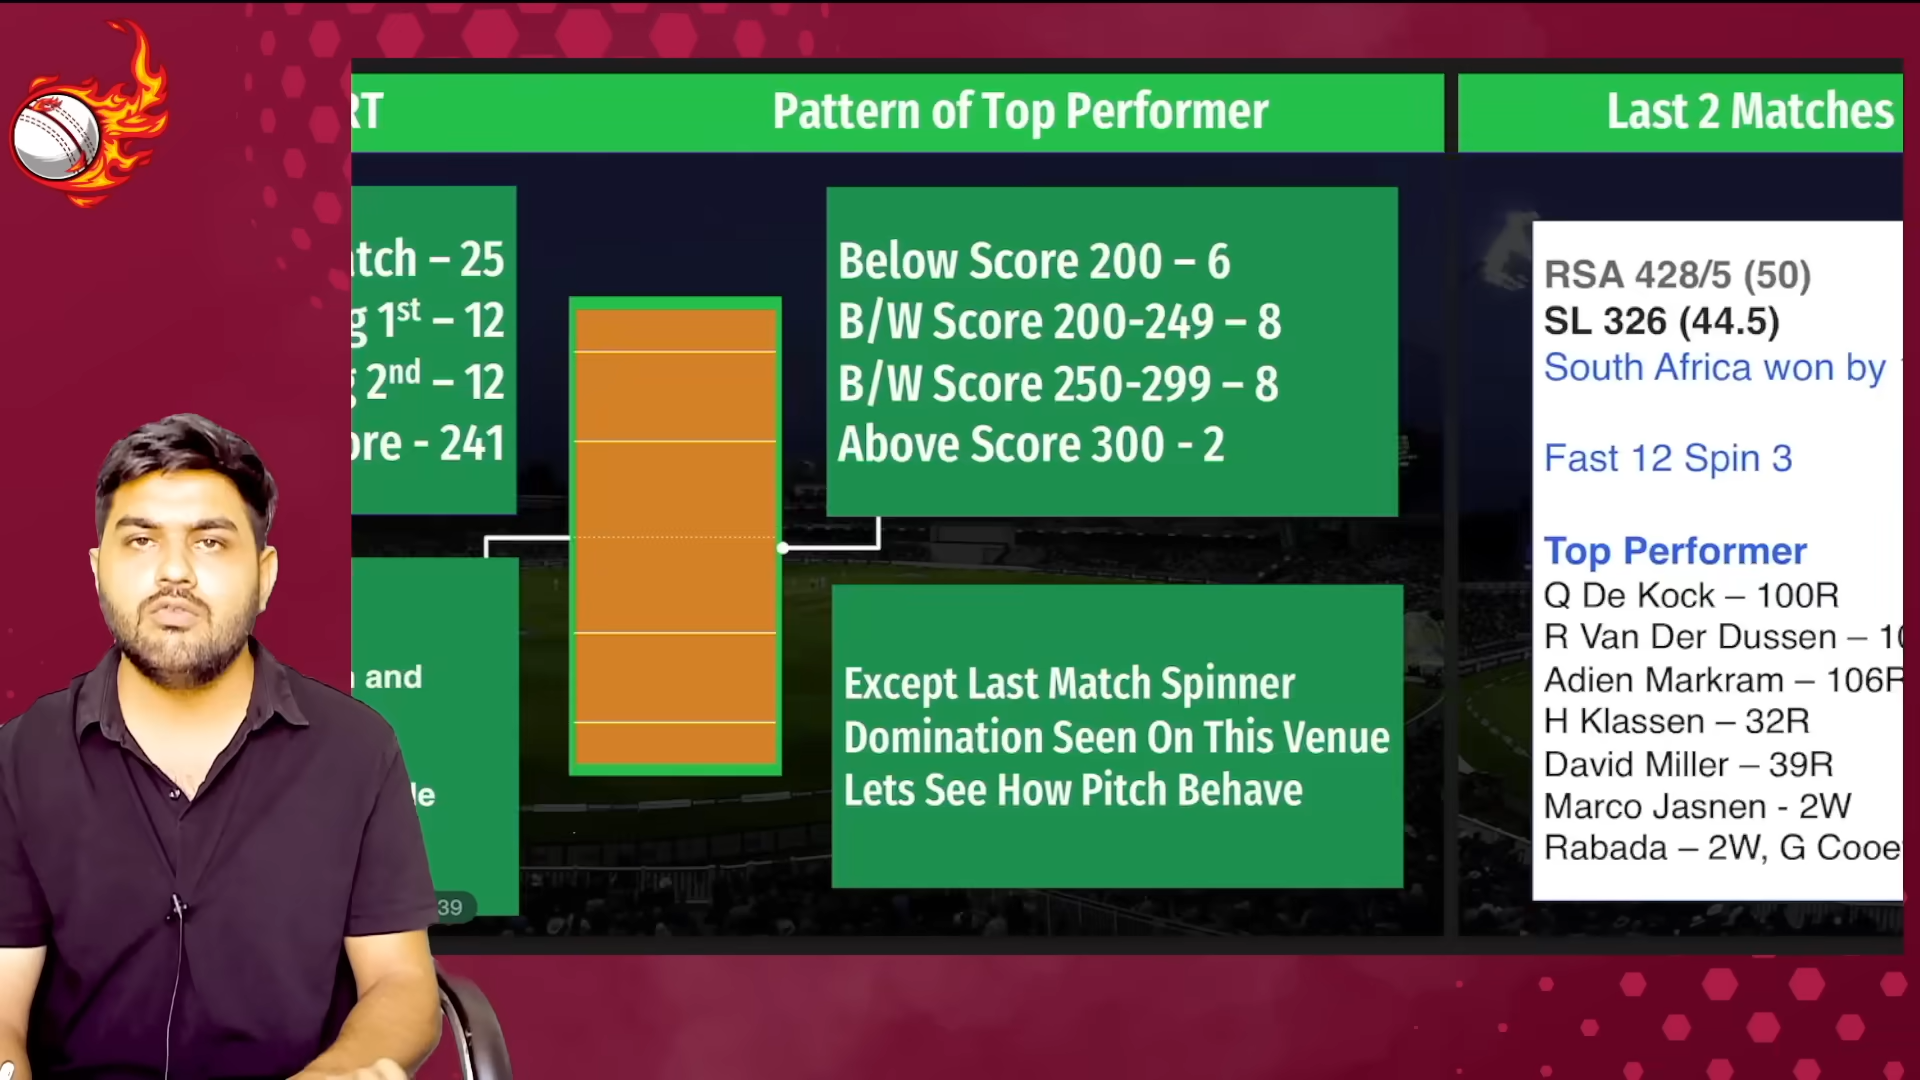 RT
Pattern of Top Performer
Last 2 Matches
tch – 25
g 1st – 12
2nd – 12
ore - 241
Below Score 200 – 6
B/W Score 200-249 – 8
B/W Score 250-299 – 8
Above Score 300 - 2
and
le
39
Except Last Match Spinner
Domination Seen On This Venue
Lets See How Pitch Behave
RSA 428/5 (50)
SL 326 (44.5)
South Africa won by
Fast 12 Spin 3
Top Performer
Q De Kock – 100R
R Van Der Dussen – 10
Adien Markram – 106R
H Klassen – 32R
David Miller – 39R
Marco Jasnen - 2W
Rabada – 2W, G Cooe